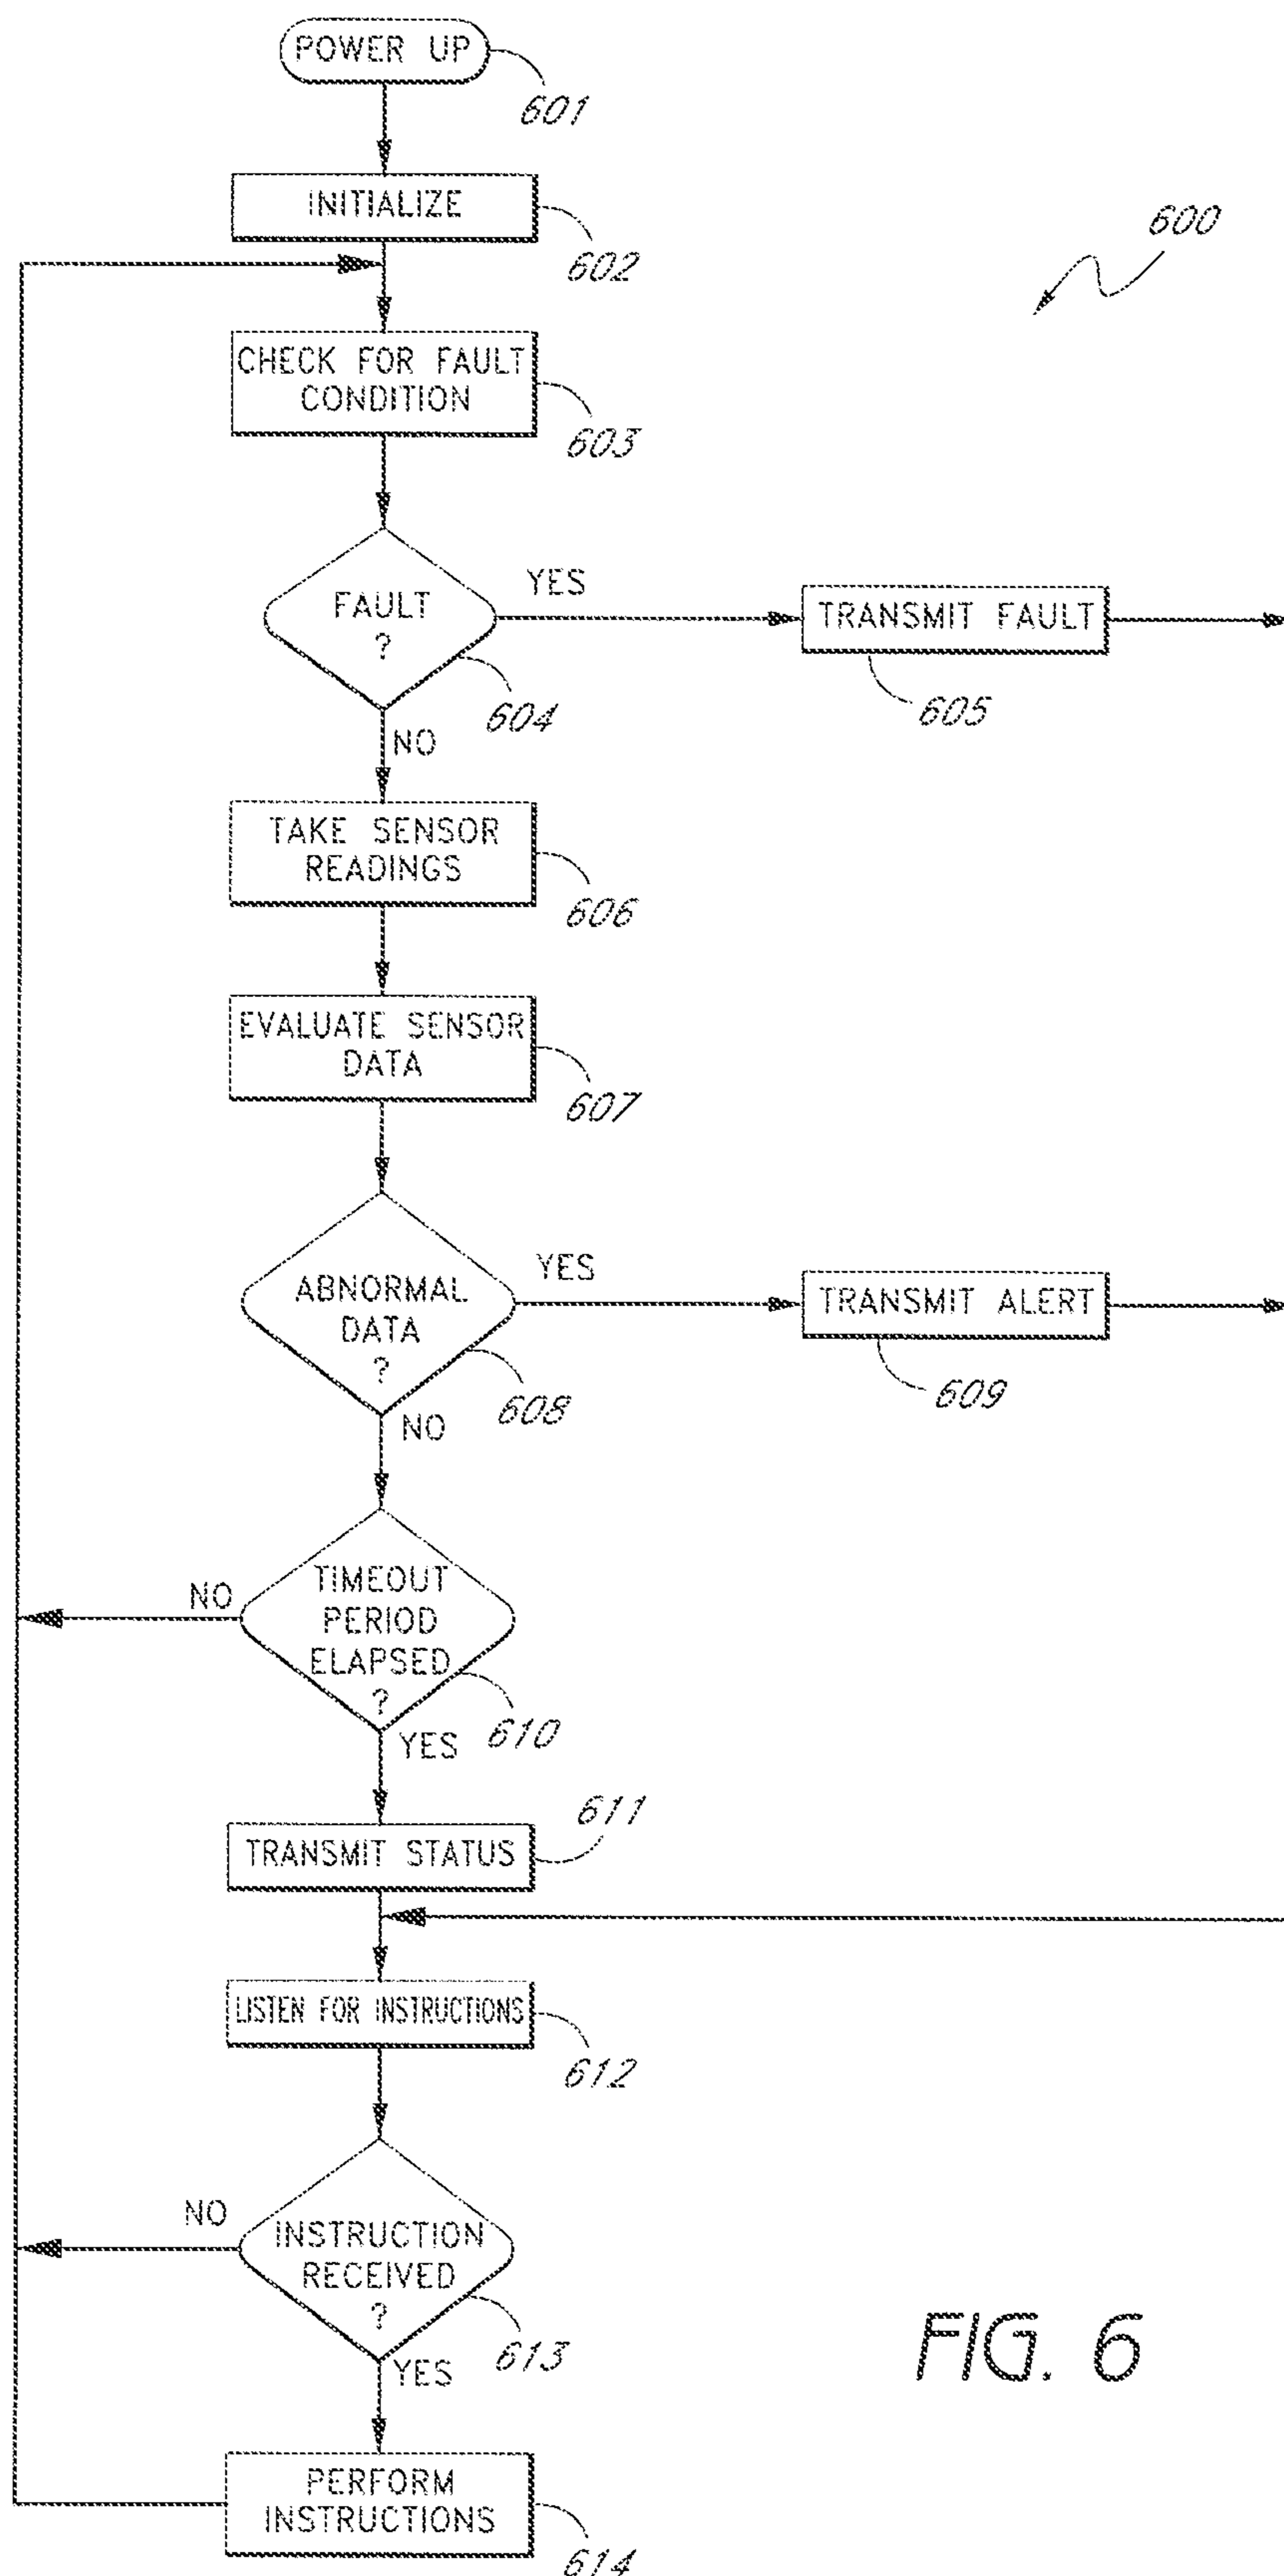 POWER UP
601
INITIALIZE
602
600
CHECK FOR FAULT
CONDITION
603
FAULT
?
YES
604
NO
TRANSMIT FAULT
605
TAKE SENSOR
READINGS
606
EVALUATE SENSOR
DATA
607
ABNORMAL
DATA
?
YES
608
NO
TRANSMIT ALERT
609
TIMEOUT
PERIOD
ELAPSED
?
NO
610
YES
611
TRANSMIT STATUS
LISTEN FOR INSTRUCTIONS
612
NO
INSTRUCTION
RECEIVED
?
613
YES
FIG. 6
PERFORM
INSTRUCTIONS
614